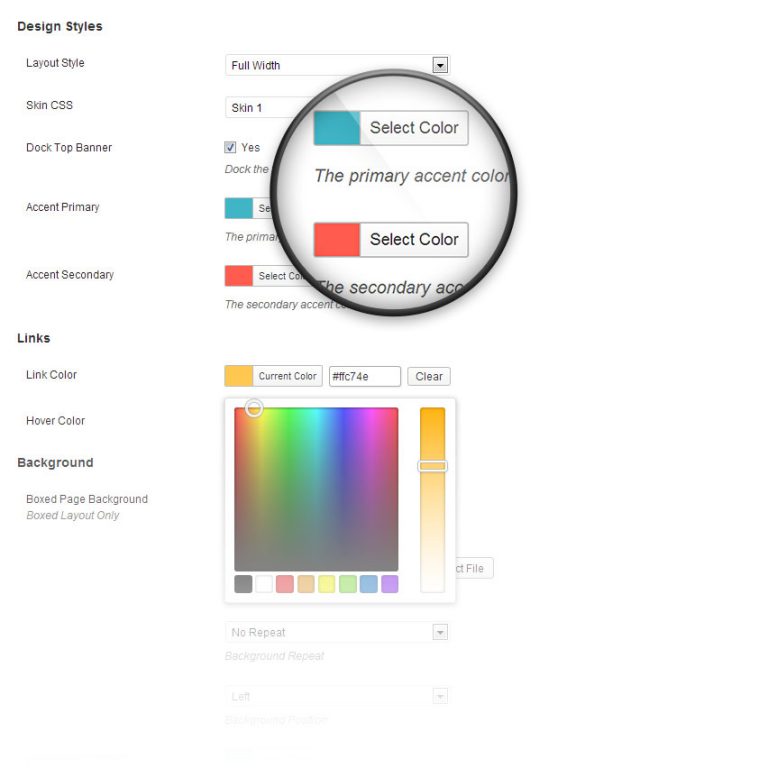 Design Styles
Layout Style
Full Width
Skin CSS
Skin 1
Select Color
Dock Top Banner
Yes
Dock the
The primary accent color
Accent Primary
Se
Select Color
The prima
Accent Secondary
Select Co
The secondary acc
The secondary accent co
Links
Link Color
Current Color
#ffc74e
Clear
Hover Color
Background
Boxed Page Background
Boxed Layout Only
ct File
No Repeat
Background Repeat
Left
Background Position